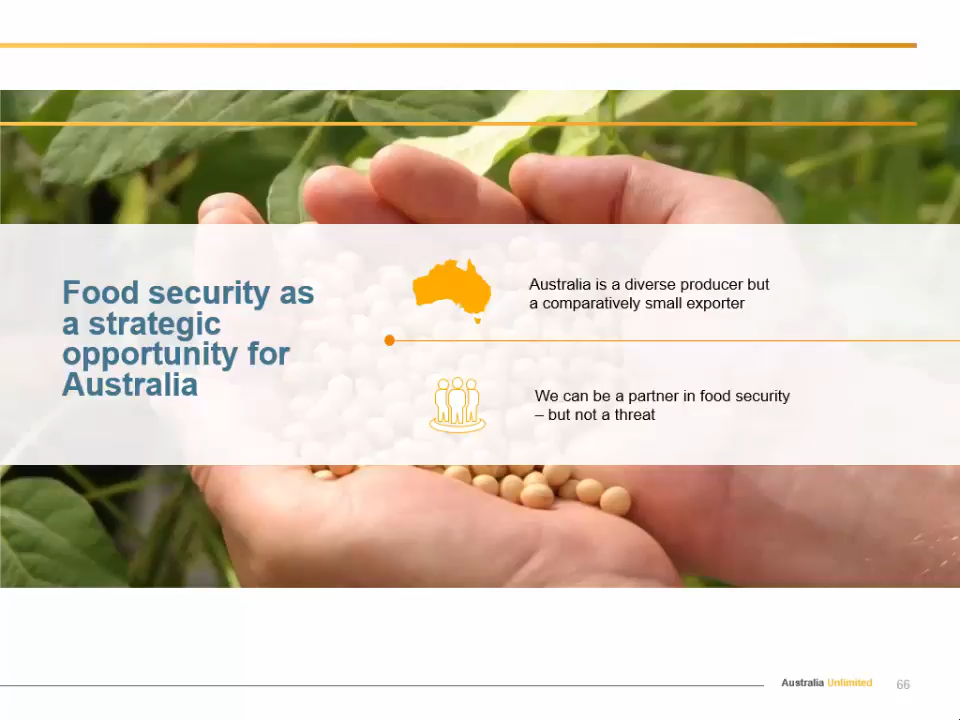 Food security as
a strategic
opportunity for
Australia
Australia is a diverse producer but
a comparatively small exporter
We can be a partner in food security
– but not a threat
Australia Unlimited
66